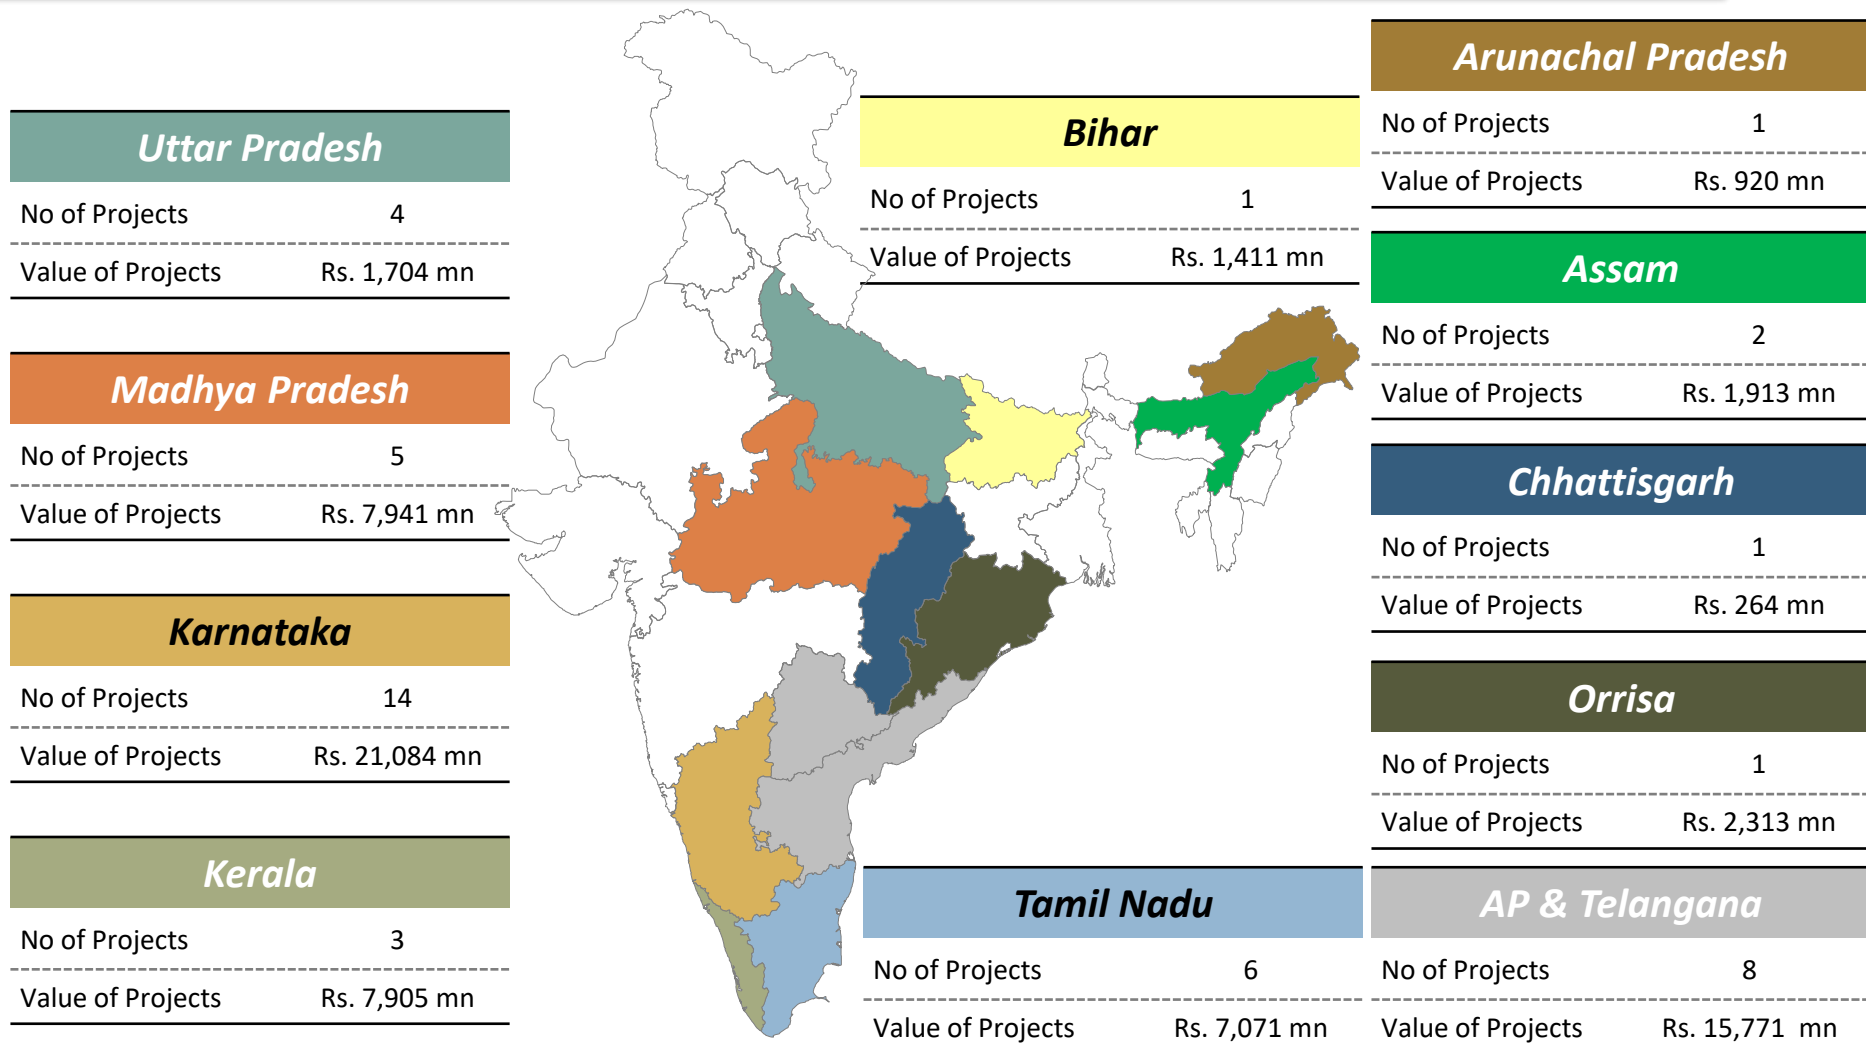 Uttar Pradesh
No of Projects 4
Value of Projects Rs. 1,704 mn
Madhya Pradesh
No of Projects 5
Value of Projects Rs. 7,941 mn
Karnataka
No of Projects 14
Value of Projects Rs. 21,084 mn
Kerala
No of Projects 3
Value of Projects Rs. 7,905 mn
Bihar
No of Projects 1
Value of Projects Rs. 1,411 mn
Tamil Nadu
No of Projects 6
Value of Projects Rs. 7,071 mn
Arunachal Pradesh
No of Projects 1
Value of Projects Rs. 920 mn
Assam
No of Projects 2
Value of Projects Rs. 1,913 mn
Chhattisgarh
No of Projects 1
Value of Projects Rs. 264 mn
Orrisa
No of Projects 1
Value of Projects Rs. 2,313 mn
AP & Telangana
No of Projects 8
Value of Projects Rs. 15,771 mn